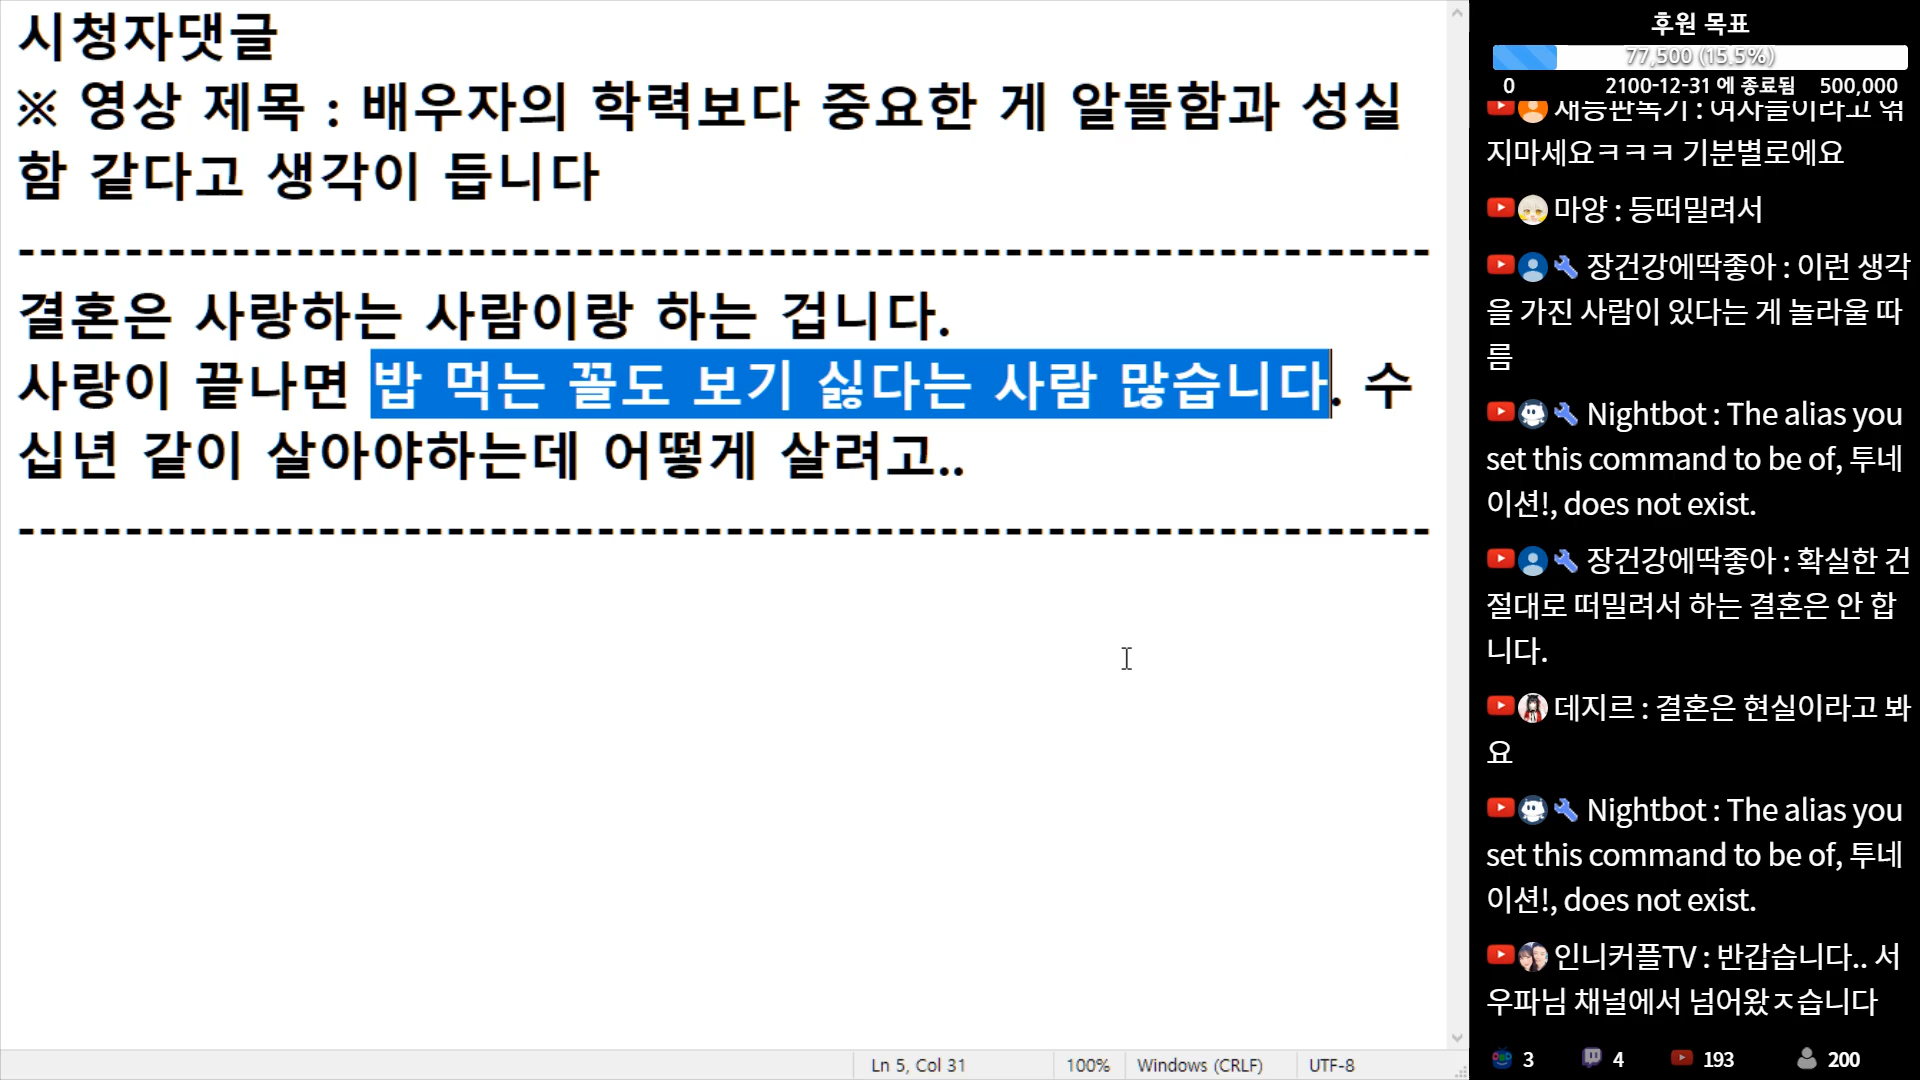 시청자댓글
※ 영상 제목 : 배우자의 학력보다 중요한 게 알뜰함과 성실
함 같다고 생각이 듭니다
--------------------------------------------------------------------
결혼은 사랑하는 사람이랑 하는 겁니다.
사랑이 끝나면 밥 먹는 꼴도 보기 싫다는 사람 많습니다. 수
십년 같이 살아야하는데 어떻게 살려고..
--------------------------------------------------------------------
Ln 5, Col 31 100% Windows (CRLF) UTF-8
후원 목표
77,500 (15.5%)
0 2100-12-31 에 종료됨 500,000
: 여자들이라고 엮
지마세요ㅋㅋㅋ 기분별로에요
마양 : 등떠밀려서
장건강에딱좋아 : 이런 생각
을 가진 사람이 있다는 게 놀라울 따
름
Nightbot : The alias you
set this command to be of, 투네
이션!, does not exist.
장건강에딱좋아 : 확실한 건
절대로 떠밀려서 하는 결혼은 안 합
니다.
데지르 : 결혼은 현실이라고 봐
요
Nightbot : The alias you
set this command to be of, 투네
이션!, does not exist.
인니커플TV : 반갑습니다.. 서
우파님 채널에서 넘어왔ㅈ습니다
3 4 193 200